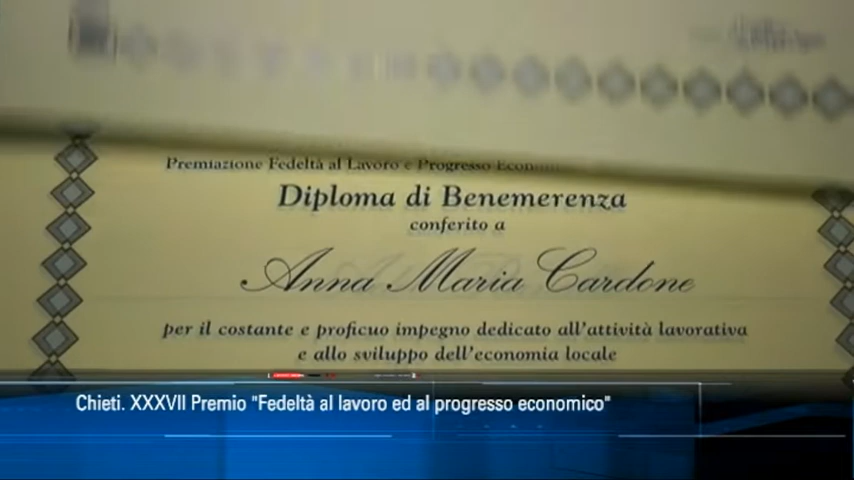 Premiazione Fedeltà al Lavoro e Progresso
Diploma di Benemerenza
conferito a
Anna Maria Cardone
per il costante e proficuo impegno dedicato all'attività lavorativa
e allo sviluppo dell'economia locale
Chieti. XXXVII Premio "Fedeltà al lavoro ed al progresso economico"